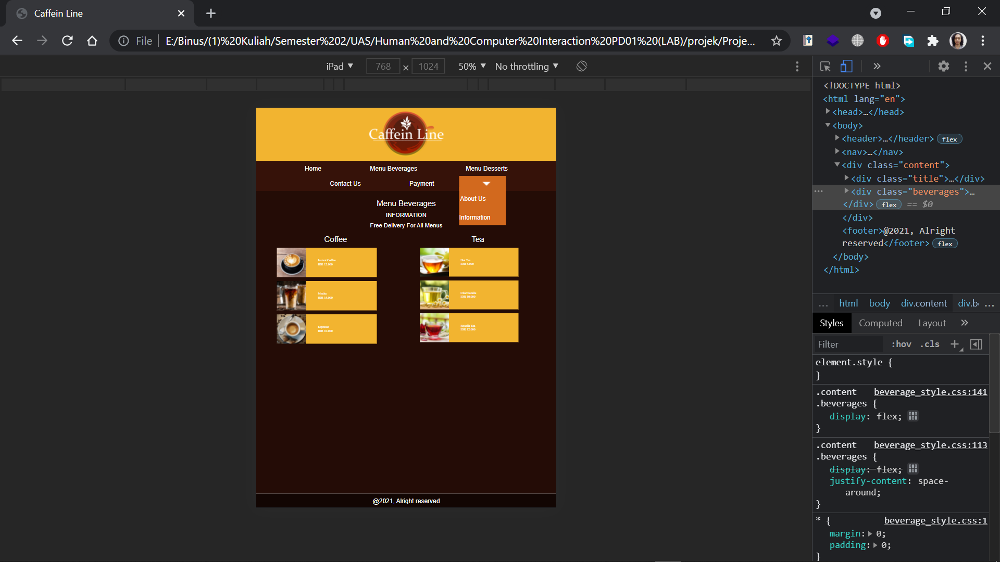 Caffein Line
File
E:/Binus/(1)%20Kuliah/Semester%202/UAS/Human%20and%20Computer%20Interaction%20PD01%20(LAB)/projek/Proje...
iPad 768 × 1024 50% No throttling
Caffein Line
Home Menu Beverages Menu Desserts
Contact Us Payment
About Us
Information
Menu Beverages
INFORMATION
Free Delivery For All Menus
Coffee Tea
Instant Coffee
IDR 12.000
Hot Tea
IDR 8.000
Mocha
IDR 15.000
Chamomile
IDR 10.000
Espresso
IDR 10.000
Rosella Tea
IDR 12.000
@2021, Alright reserved
<!DOCTYPE html>
<html lang="en">
<head>…</head>
<body>
<header>…</header> flex
<nav>…</nav>
<div class="content">
<div class="title">…</div>
<div class="beverages">…
</div> flex == $0
</div>
<footer>@2021, Alright
reserved</footer> flex
</body>
</html>
... html body div.content div.b ...
Styles Computed Layout
Filter :hov .cls
element.style {
}
.content beverage_style.css:141
.beverages {
display: flex;
}
.content beverage_style.css:113
.beverages {
display: flex;
justify-content: space-
around;
}
* { beverage_style.css:1
margin: 0;
padding: 0;
}